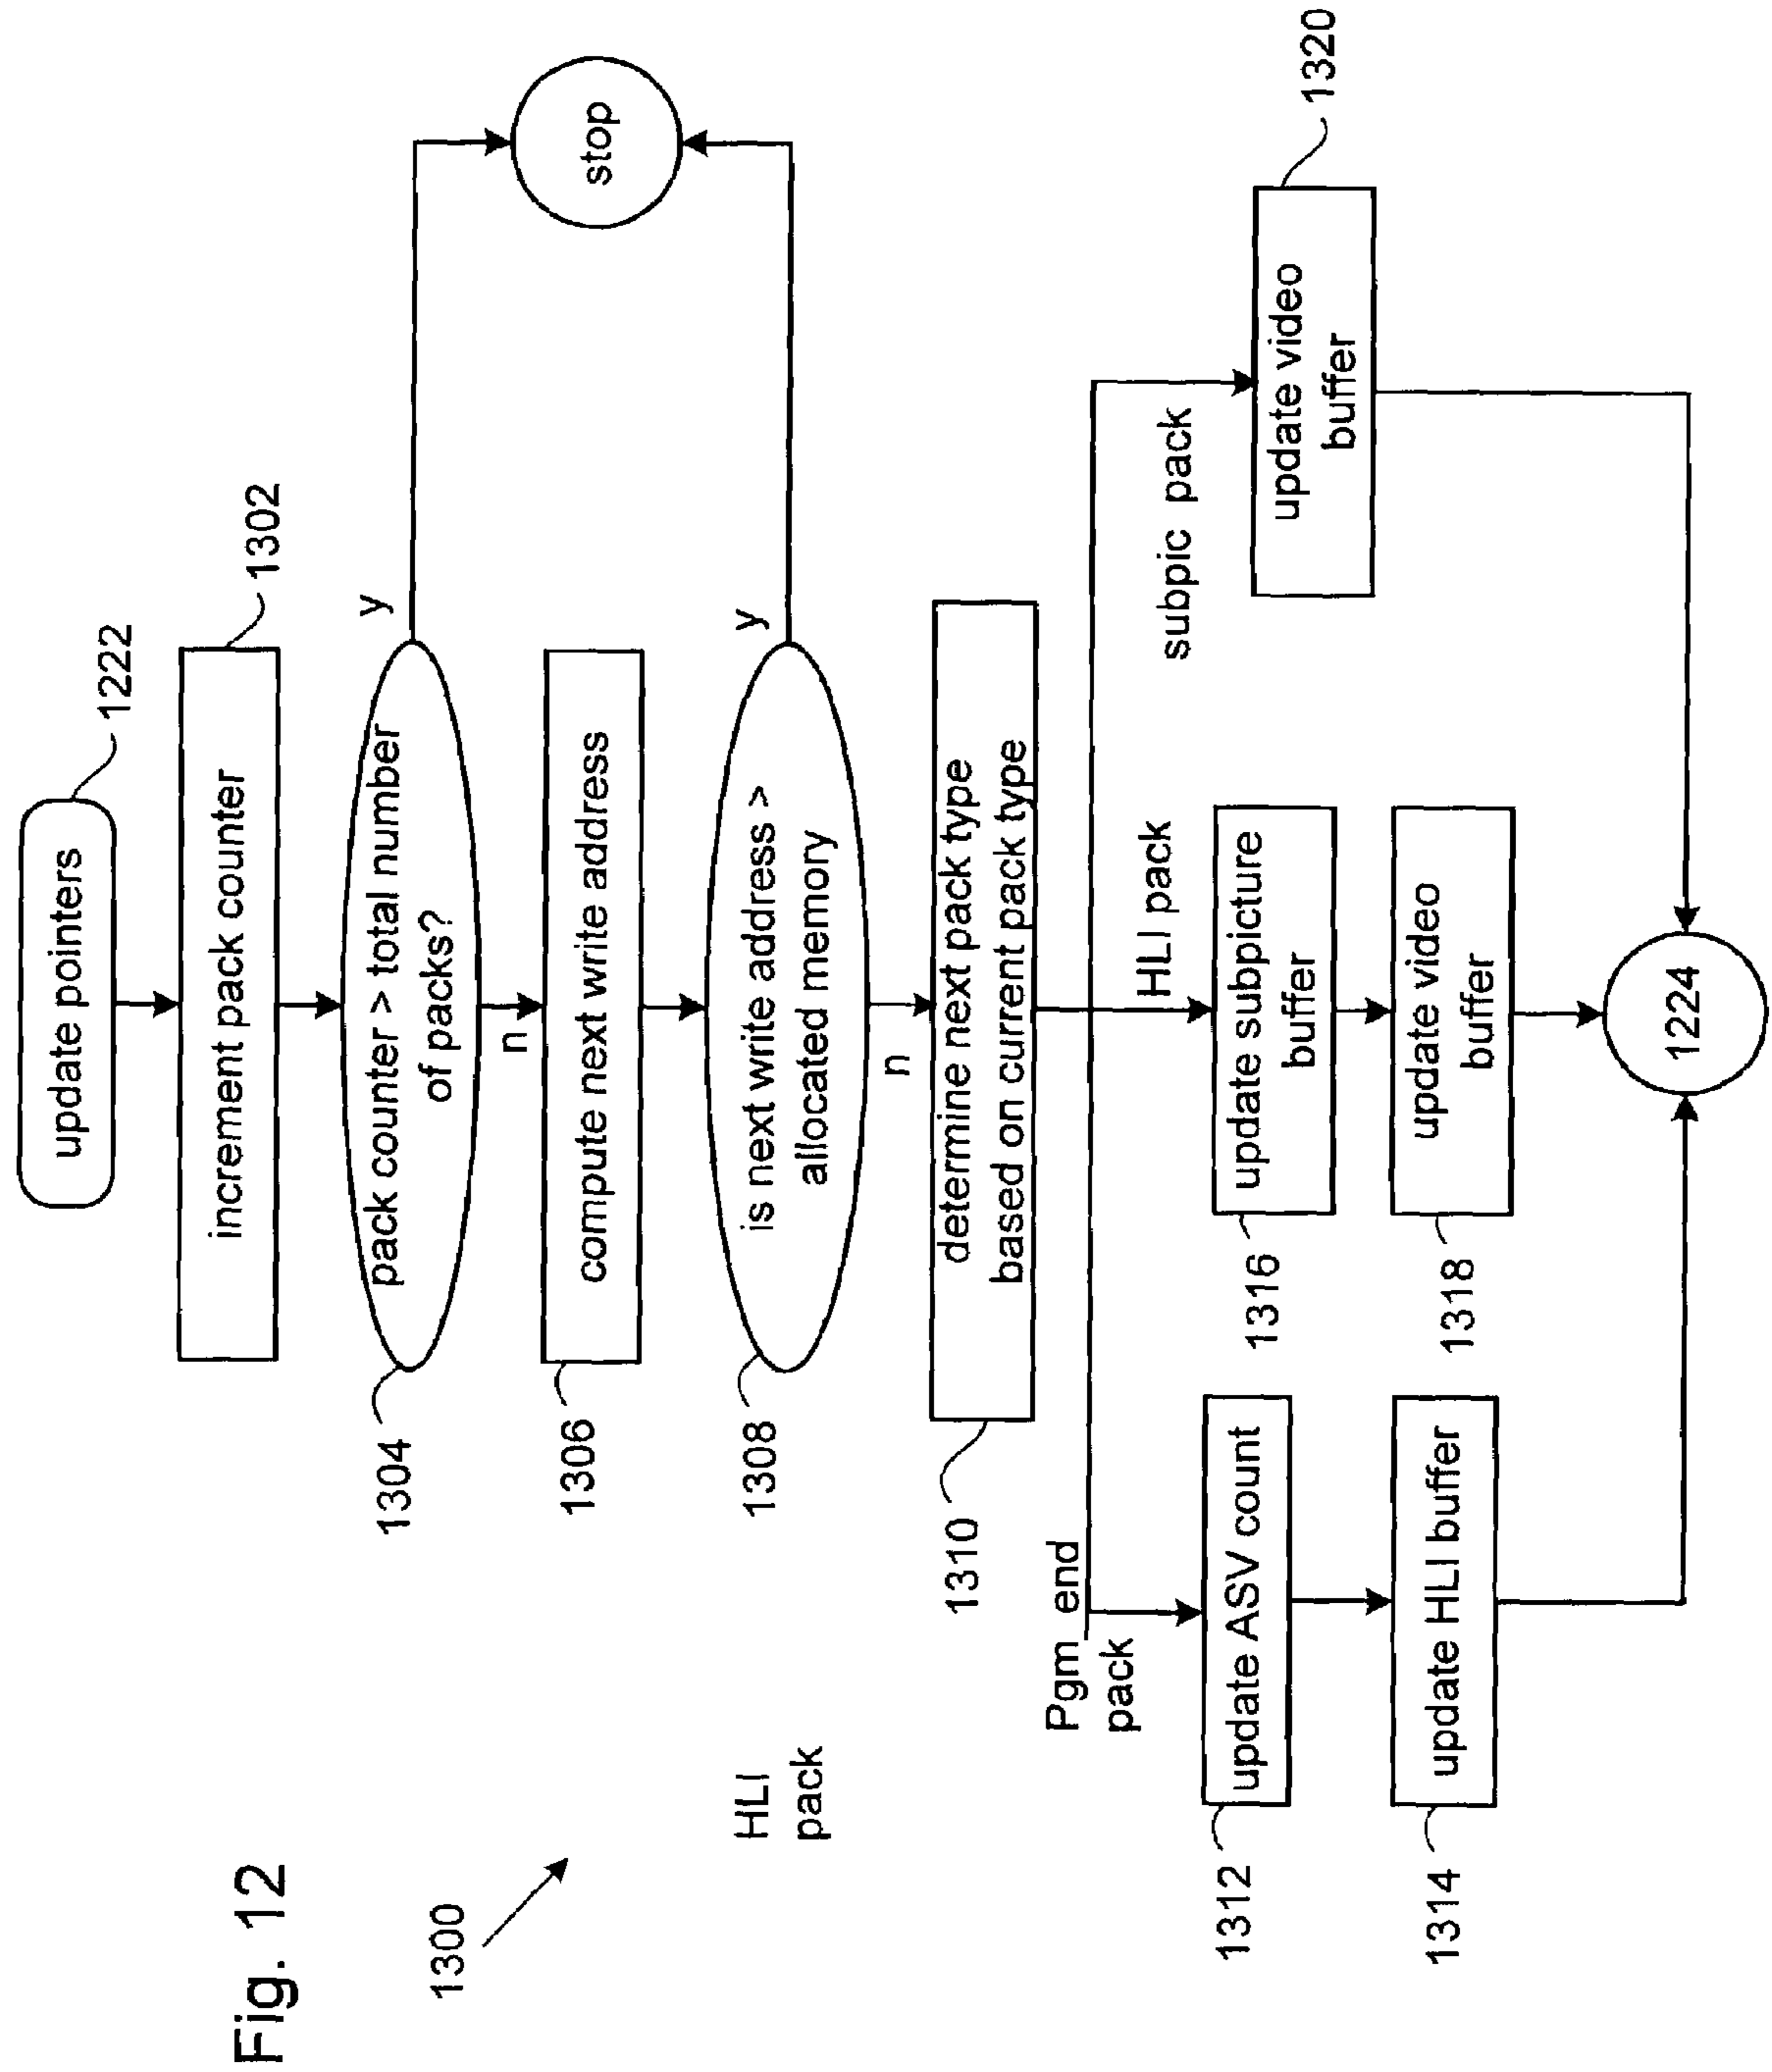 Fig. 12
1300
update pointers
1222
increment pack counter
1302
pack counter > total number
of packs?
1304
y
n
stop
compute next write address
1306
is next write address >
allocated memory
1308
y
n
HLI
pack
determine next pack type
based on current pack type
1310
Pgm_end
pack
HLI pack
subpic pack
update ASV count
1312
update HLI buffer
1314
update subpicture
buffer
1316
update video
buffer
1318
update video
buffer
1320
1224